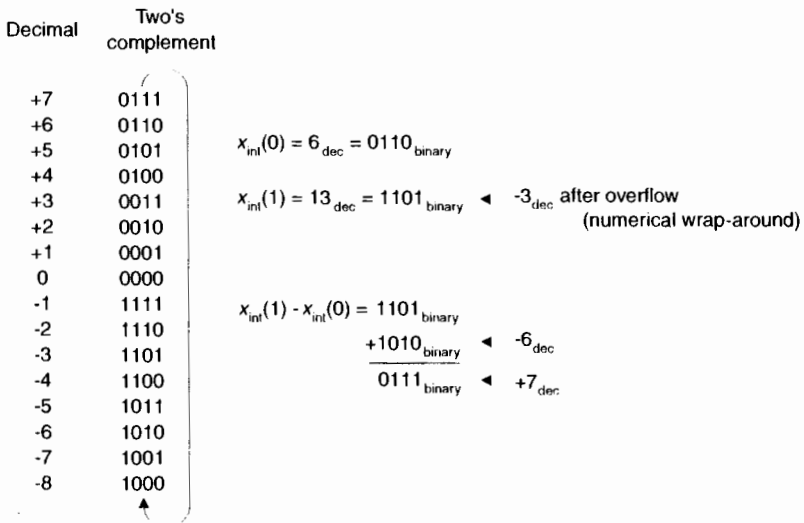 Decimal
Two's
complement
+7 0111
+6 0110
+5 0101
+4 0100
+3 0011
+2 0010
+1 0001
0 0000
-1 1111
-2 1110
-3 1101
-4 1100
-5 1011
-6 1010
-7 1001
-8 1000
x_int(0) = 6_dec = 0110_binary
x_int(1) = 13_dec = 1101_binary ◄ -3_dec after overflow
(numerical wrap-around)
x_int(1) - x_int(0) = 1101_binary
+1010_binary ◄ -6_dec
0111_binary ◄ +7_dec